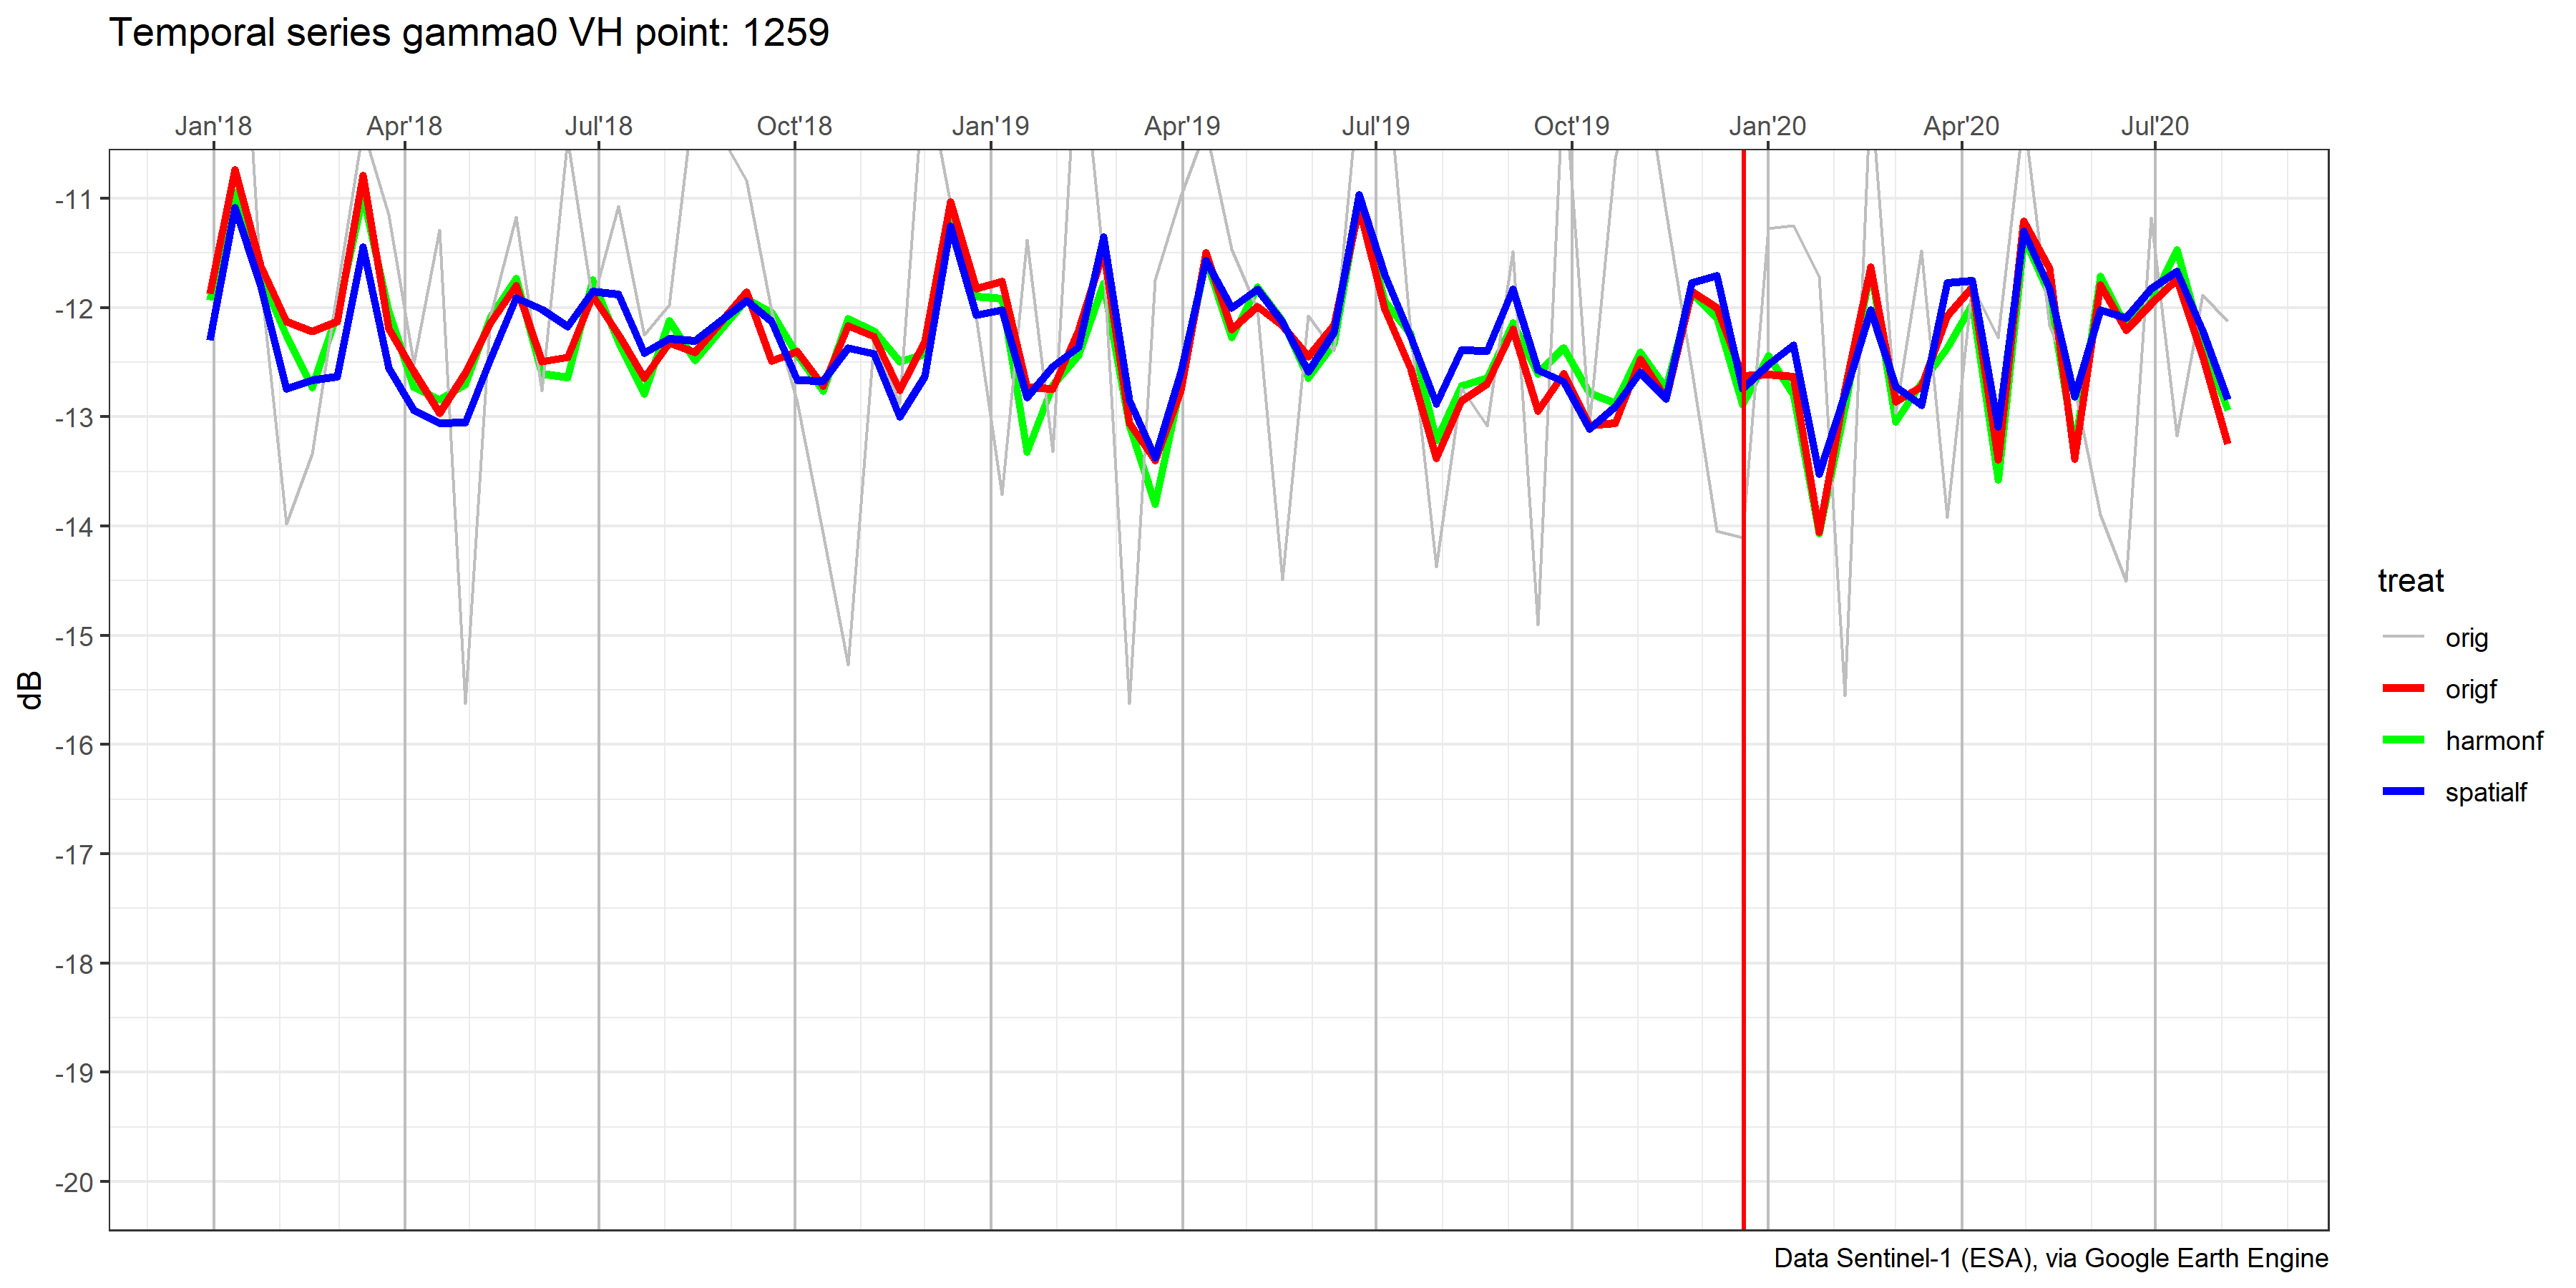 Temporal series gamma0 VH point: 1259
Jan'18 Apr'18 Jul'18 Oct'18 Jan'19 Apr'19 Jul'19 Oct'19 Jan'20 Apr'20 Jul'20
-11
-12
-13
-14
-15
-16
-17
-18
-19
-20
dB
treat
orig
origf
harmonf
spatialf
Data Sentinel-1 (ESA), via Google Earth Engine